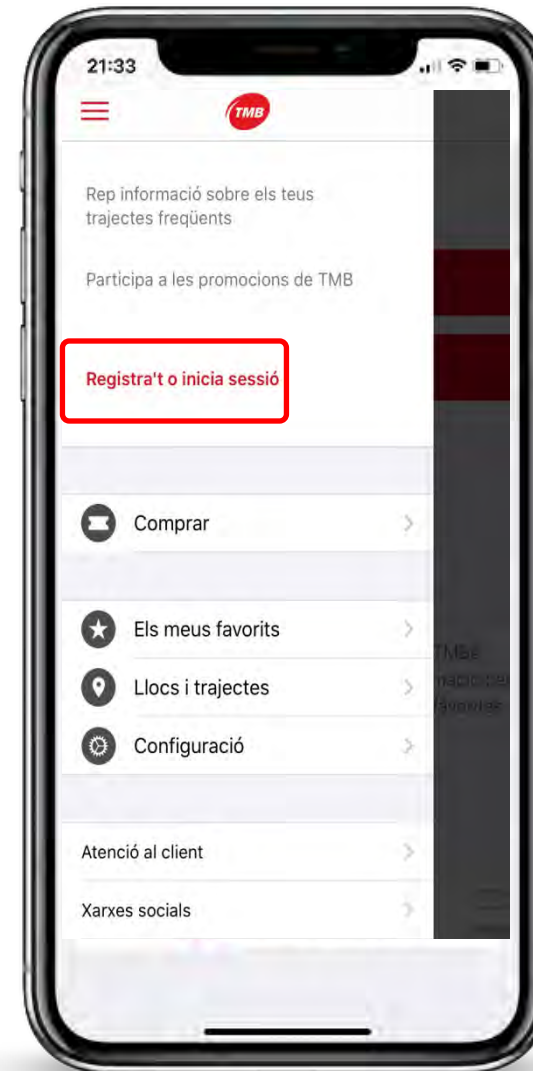 21:33
TMB
Rep informació sobre els teus
trajectes freqüents
Participa a les promocions de TMB
Registra't o inicia sessió
Comprar
Els meus favorits
Llocs i trajectes
Configuració
Atenció al client
Xarxes socials